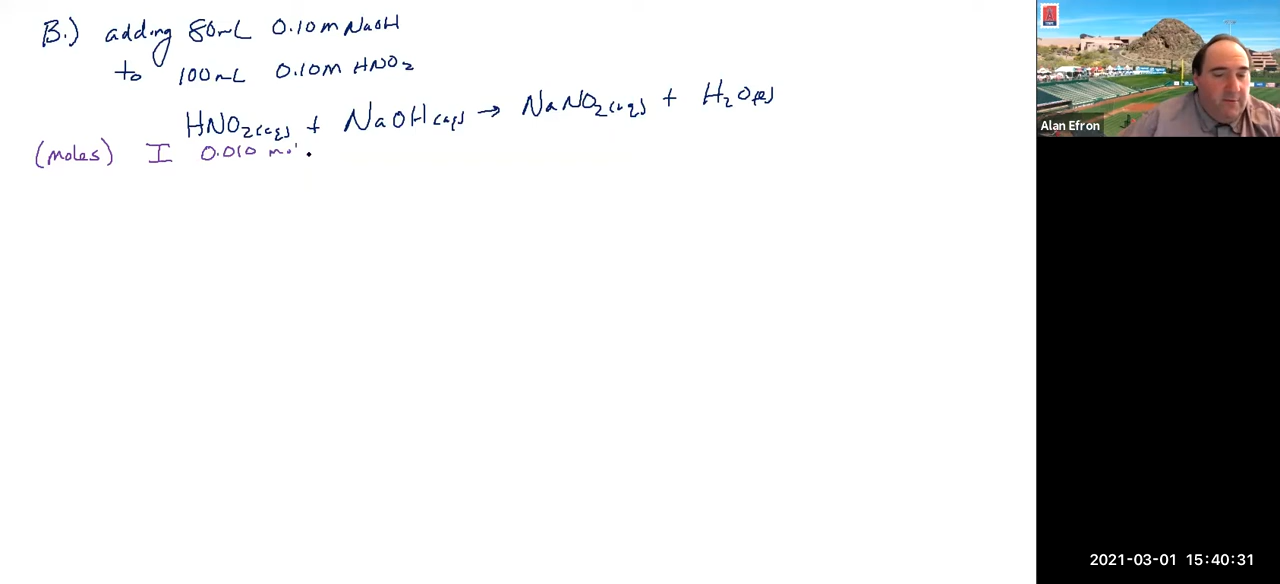 B.) adding 80mL 0.10m NaOH
to 100mL 0.10M HNO2
HNO2(aq) + NaOH(aq) → NaNO2(aq) + H2O(l)
(moles) I 0.010 mol
Alan Efron
2021-03-01 15:40:31